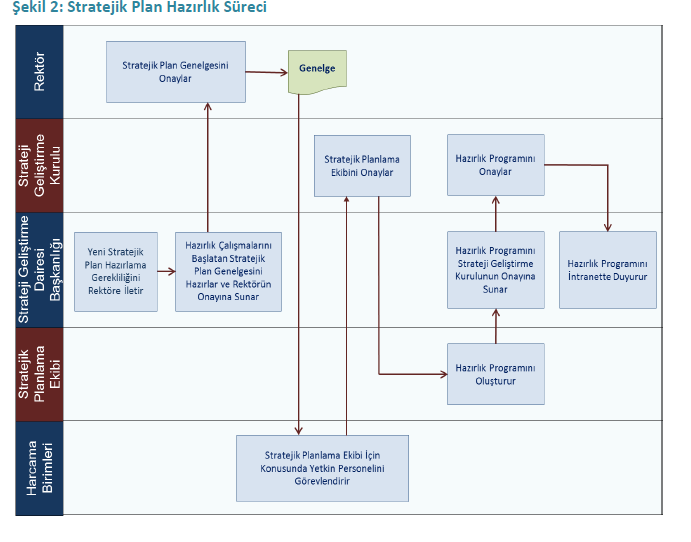 Şekil 2: Stratejik Plan Hazırlık Süreci
Rektör
Stratejik Plan Genelgesini
Onaylar
Genelge
Strateji
Geliştirme
Kurulu
Stratejik Planlama
Ekibini Onaylar
Hazırlık Programını
Onaylar
Strateji Geliştirme
Dairesi
Başkanlığı
Yeni Stratejik
Plan Hazırlama
Gerekliliğini
Rektöre İletir
Hazırlık Çalışmalarını
Başlatan Stratejik
Plan Genelgesini
Hazırlar ve Rektörün
Onayına Sunar
Hazırlık Programını
Strateji Geliştirme
Kurulunun Onayına
Sunar
Hazırlık Programını
İntranette Duyurur
Stratejik
Planlama
Ekibi
Hazırlık Programını
Oluşturur
Harcama
Birimleri
Stratejik Planlama Ekibi İçin
Konusunda Yetkin Personelini
Görevlendirir